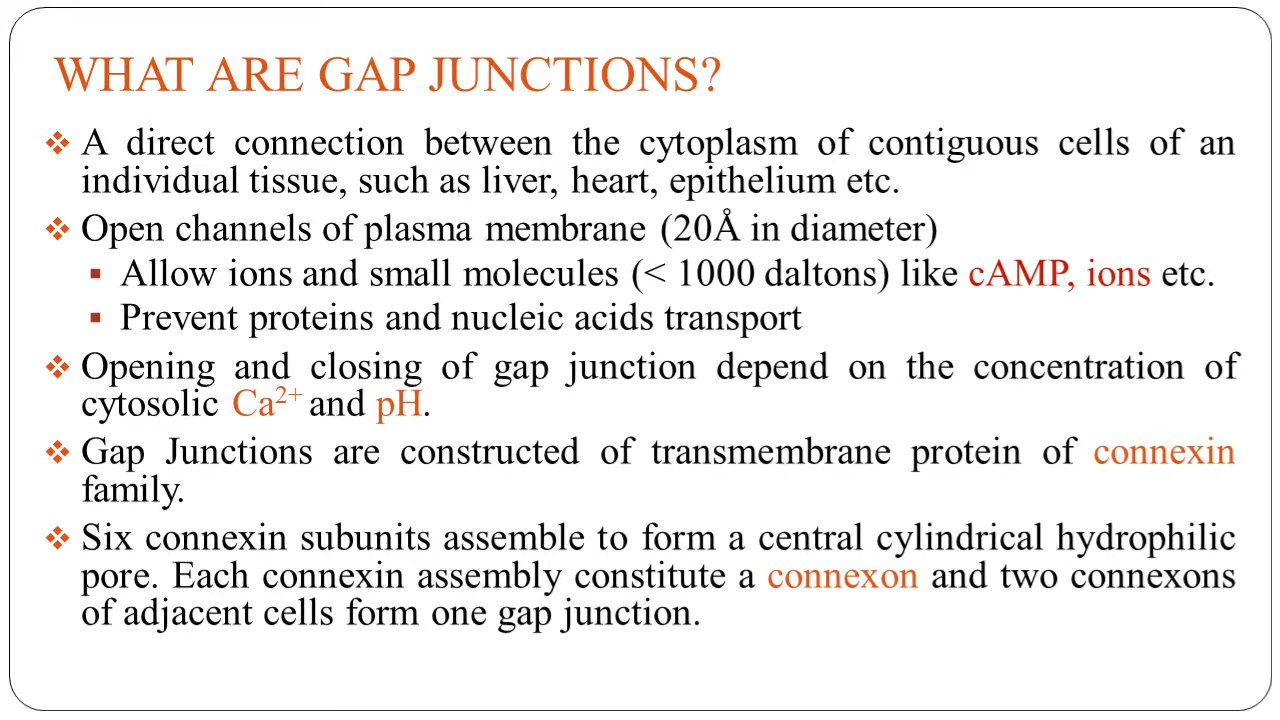 WHAT ARE GAP JUNCTIONS?
❖ A direct connection between the cytoplasm of contiguous cells of an
individual tissue, such as liver, heart, epithelium etc.
❖ Open channels of plasma membrane (20Å in diameter)
▪ Allow ions and small molecules (< 1000 daltons) like cAMP, ions etc.
▪ Prevent proteins and nucleic acids transport
❖ Opening and closing of gap junction depend on the concentration of
cytosolic Ca²⁺ and pH.
❖ Gap Junctions are constructed of transmembrane protein of connexin
family.
❖ Six connexin subunits assemble to form a central cylindrical hydrophilic
pore. Each connexin assembly constitute a connexon and two connexons
of adjacent cells form one gap junction.